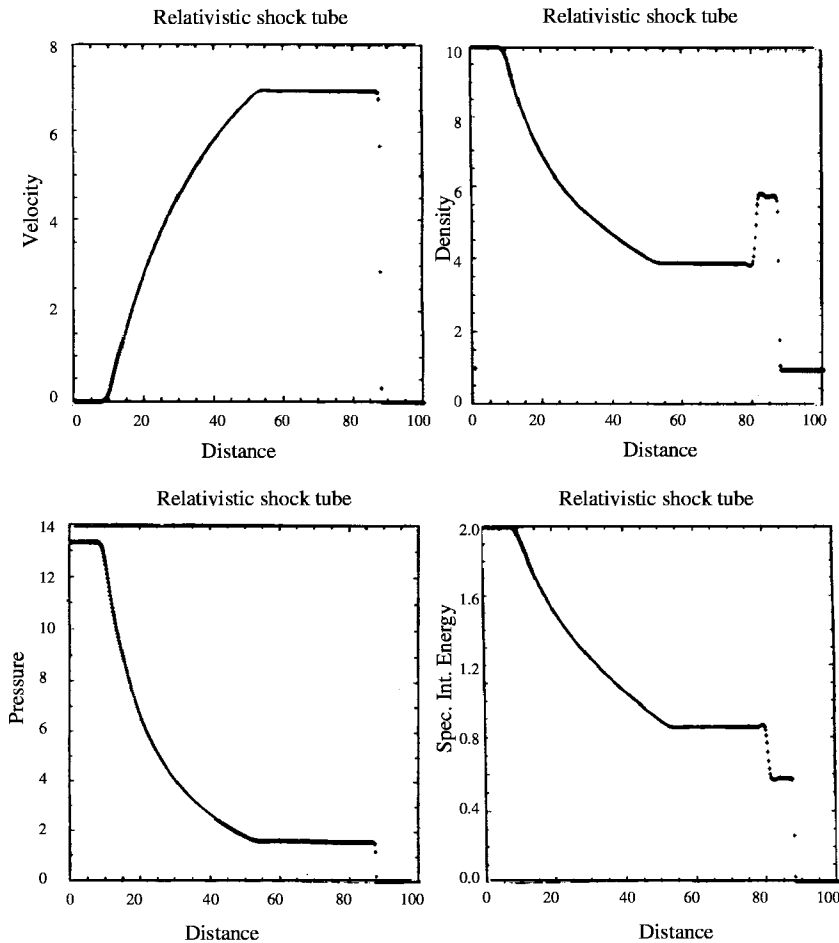 Relativistic shock tube
8
6
4
2
0
Velocity
0 20 40 60 80 100
Distance
Relativistic shock tube
10
8
6
4
2
0
Density
0 20 40 60 80 100
Distance
Relativistic shock tube
14
12
10
8
6
4
2
0
Pressure
0 20 40 60 80 100
Distance
Relativistic shock tube
2.0
1.6
1.2
0.8
0.4
0.0
Spec. Int. Energy
0 20 40 60 80 100
Distance